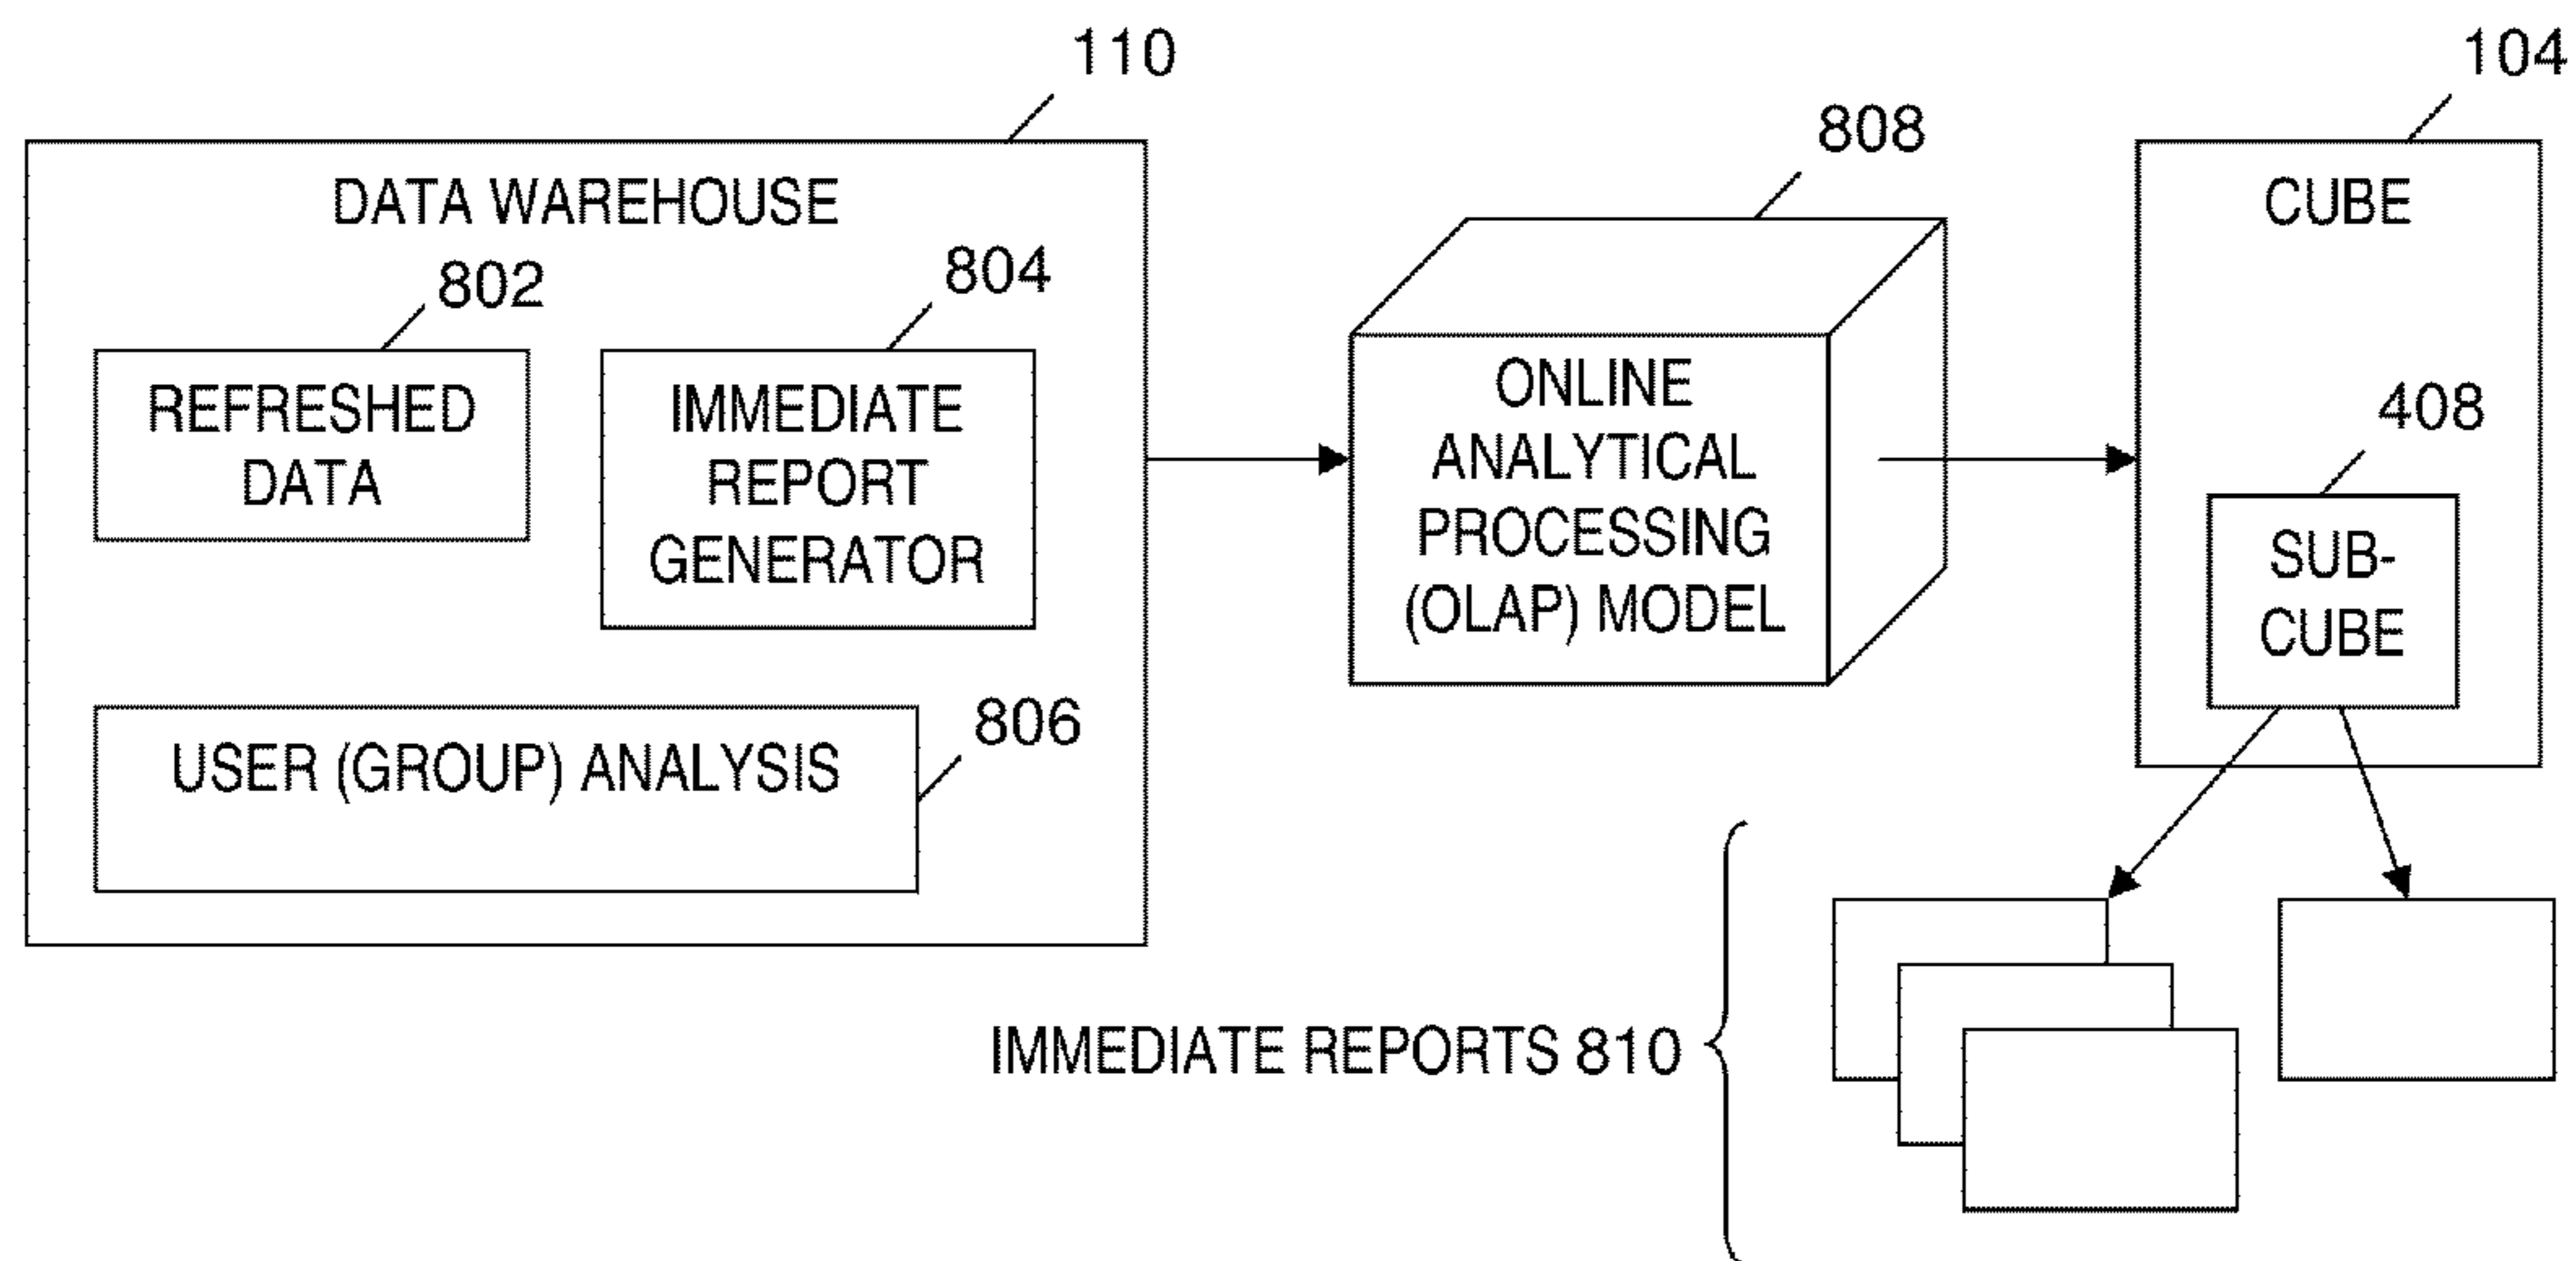 110
104
808
DATA WAREHOUSE
CUBE
802
804
REFRESHED
DATA
IMMEDIATE
REPORT
GENERATOR
ONLINE
ANALYTICAL
PROCESSING
(OLAP) MODEL
408
SUB-
CUBE
806
USER (GROUP) ANALYSIS
IMMEDIATE REPORTS 810